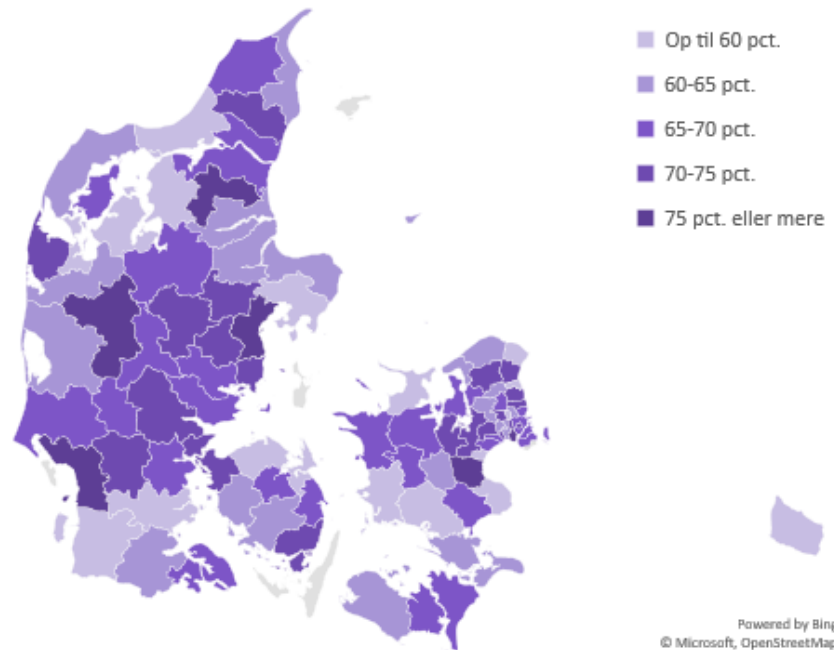 Op til 60 pct.
60-65 pct.
65-70 pct.
70-75 pct.
75 pct. eller mere
Powered by Bing
© Microsoft, OpenStreetMap